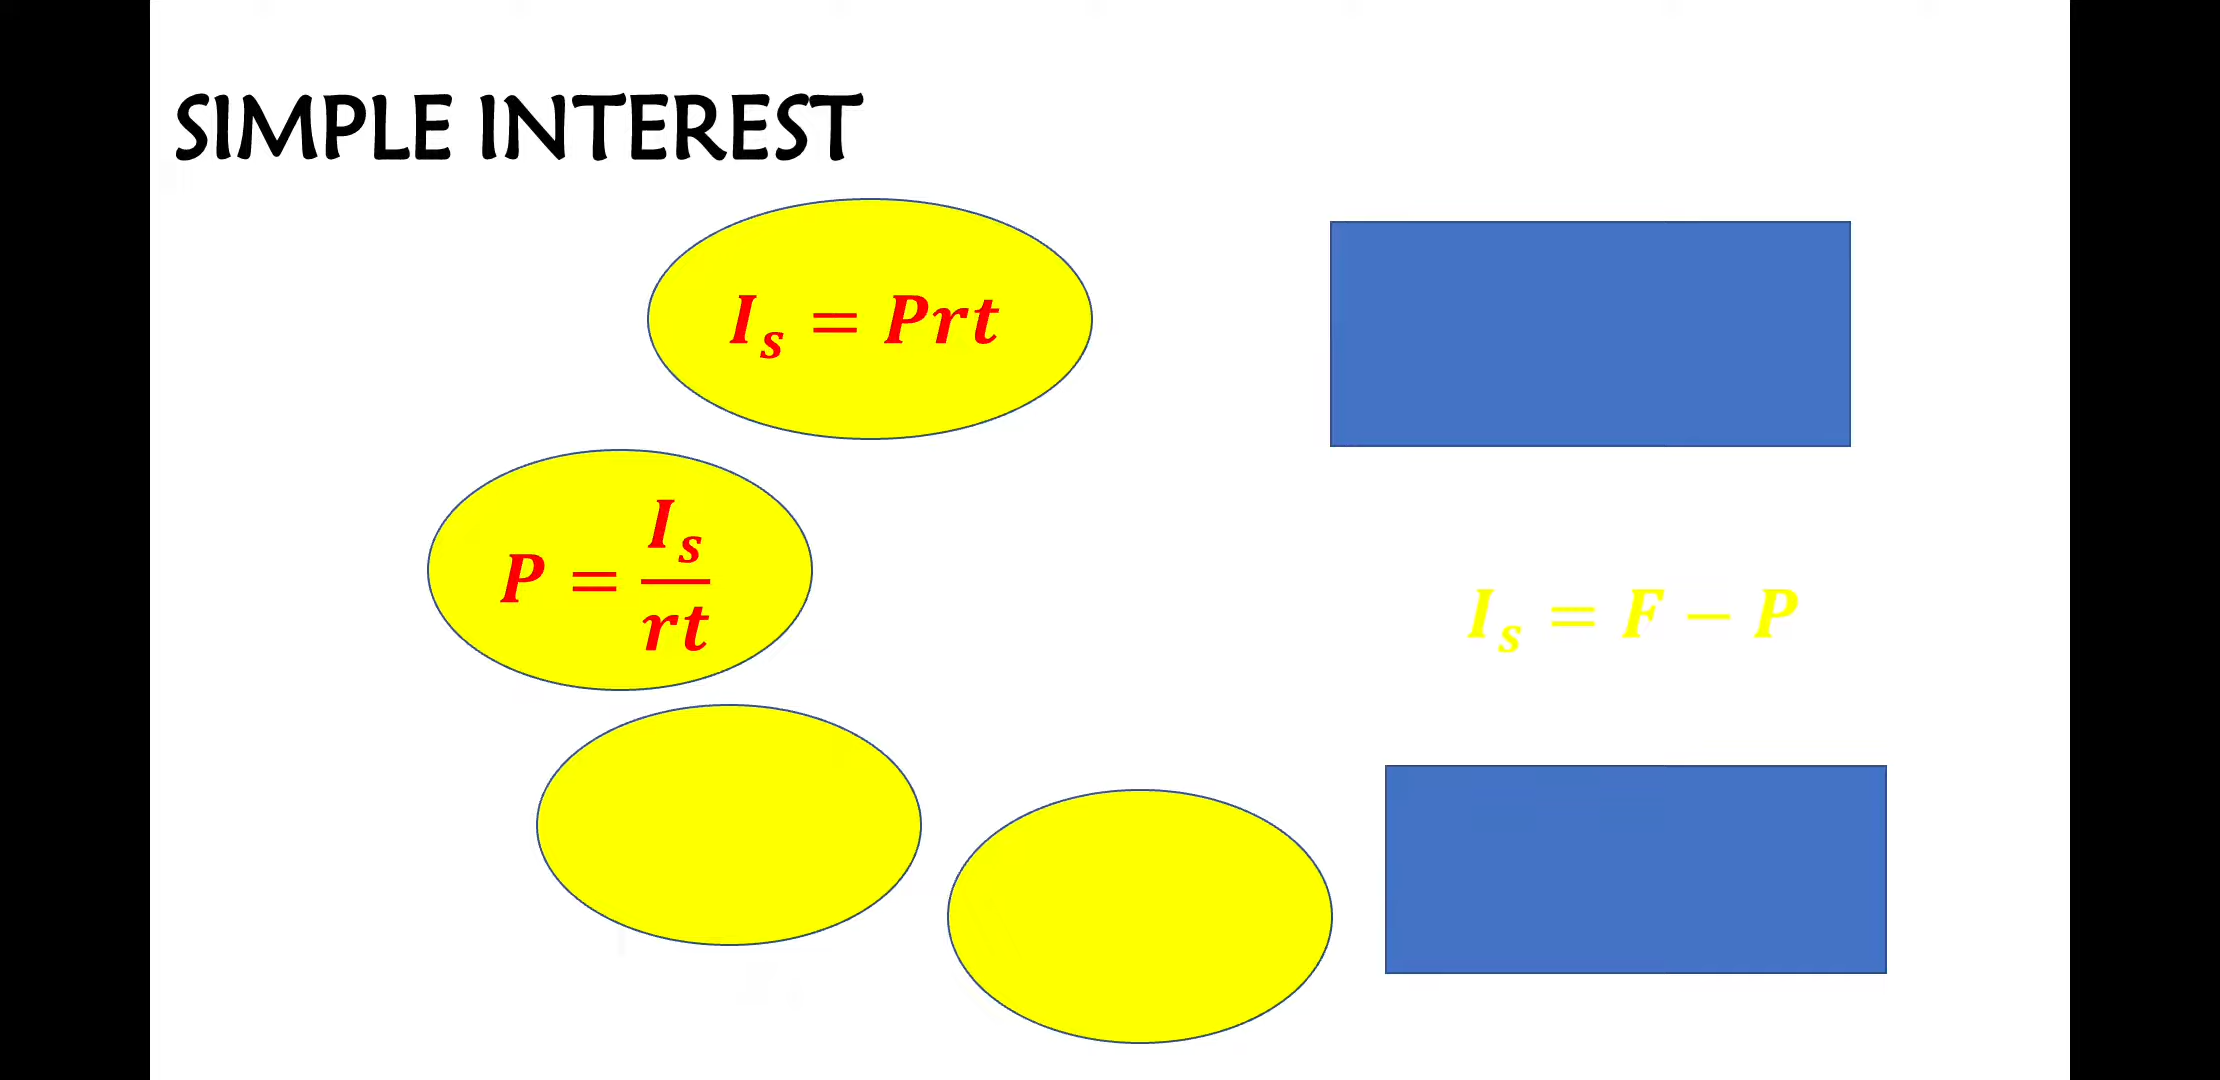 SIMPLE INTEREST
I_s = Prt
P = I_s / rt
I_s = F − P